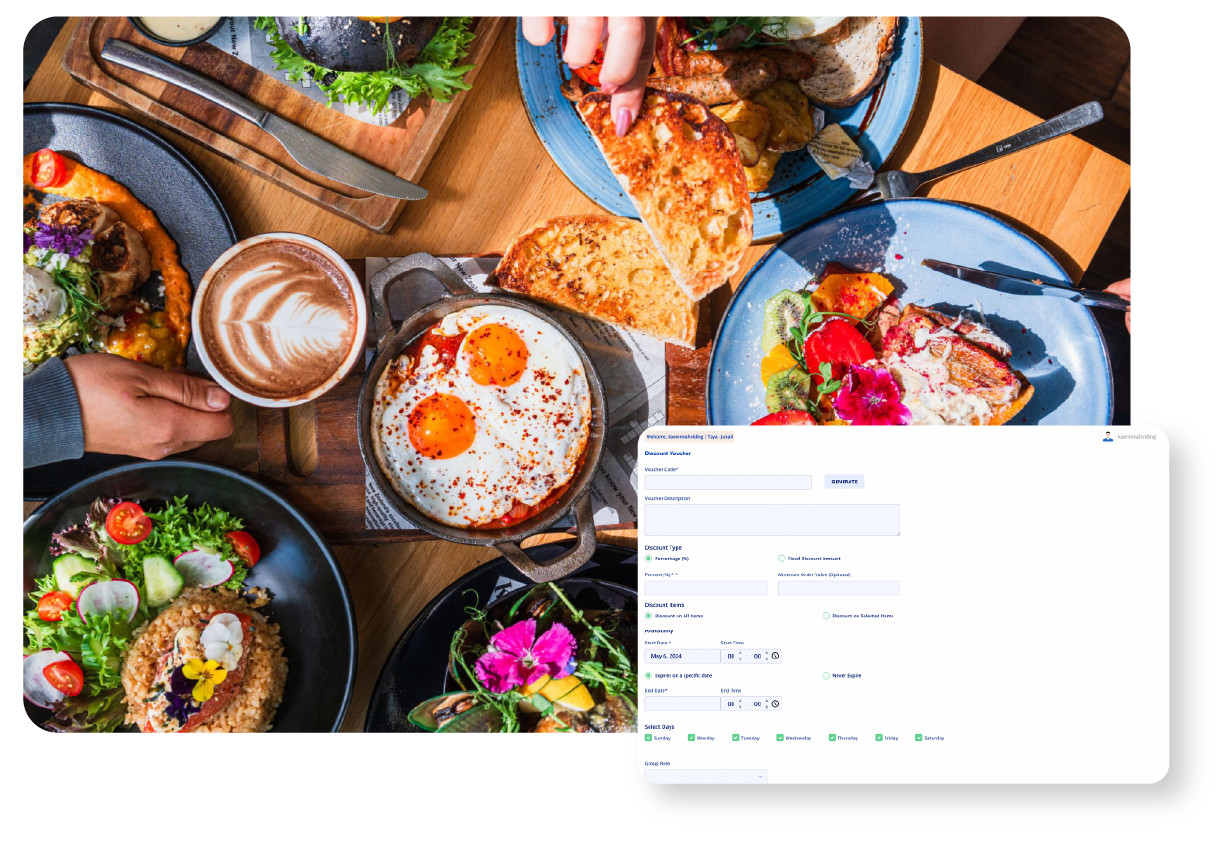 Welcome, kaenmaholding | Taya - Jubail
kaenmaholding
Discount Voucher
Voucher Code*
GENERATE
Voucher Description
Discount Type
Percentage (%)
Fixed Discount Amount
Percent (%) * *
Minimum Order Value (Optional)
Discount Items
Discount on All Items
Discount on Selected Items
Availability
Start Date *
Start Time
May 6, 2024
00 : 00
Expires on a specific date
Never Expire
End Date*
End Time
00 : 00
Select Days
Sunday Monday Tuesday Wednesday Thursday Friday Saturday
Group Role